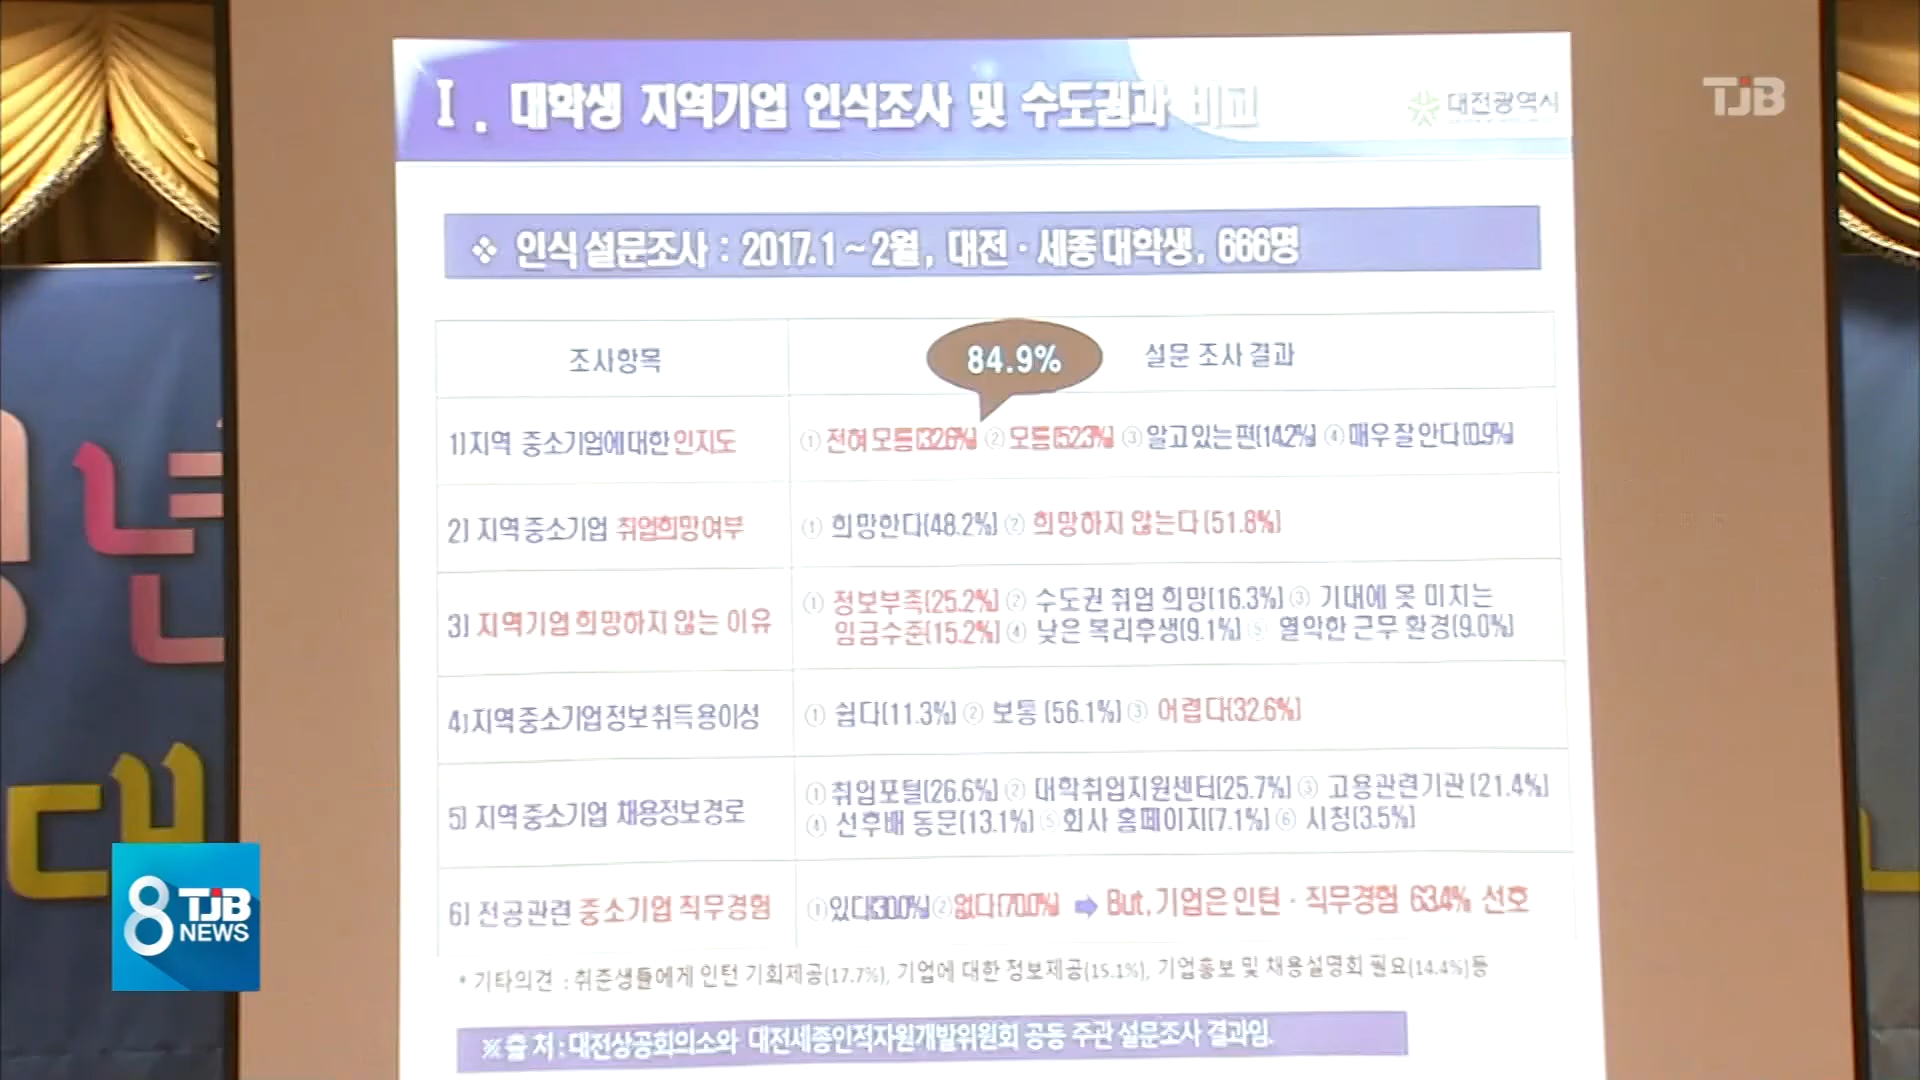 Ⅰ. 대학생 지역기업 인식조사 및 수도권과 비교
대전광역시
TJB
❖ 인식 설문조사 : 2017.1 ~ 2월, 대전 · 세종 대학생, 666명
조사항목
84.9%
설문 조사 결과
1) 지역 중소기업에 대한 인지도
① 전혀 모름(32.6%) ② 모름(52.3%) ③ 알고 있는 편(14.2%) ④ 매우 잘 안다(0.9%)
2) 지역 중소기업 취업희망여부
① 희망한다(48.2%) ② 희망하지 않는다(51.8%)
3) 지역기업 희망하지 않는 이유
① 정보부족(25.2%) ② 수도권 취업 희망(16.3%) ③ 기대에 못 미치는
임금수준(15.2%) ④ 낮은 복리후생(9.1%) ⑤ 열악한 근무 환경(9.0%)
4) 지역 중소기업 정보 취득 용이성
① 쉽다(11.3%) ② 보통 (56.1%) ③ 어렵다(32.6%)
5) 지역 중소기업 채용정보경로
① 취업포털(26.6%) ② 대학취업지원센터(25.7%) ③ 고용관련기관(21.4%)
④ 선후배 동문(13.1%) ⑤ 회사 홈페이지(7.1%) ⑥ 시청(3.5%)
6) 전공관련 중소기업 직무경험
① 있다(30.0%) ② 없다(70.0%) ➡ But, 기업은 인턴 · 직무경험 63.4% 선호
* 기타의견 : 취준생들에게 인턴 기회제공(17.7%), 기업에 대한 정보제공(15.1%), 기업홍보 및 채용설명회 필요(14.4%)등
※ 출 처 : 대전상공회의소와 대전세종인적자원개발위원회 공동 주관 설문조사 결과임.
8 TJB
NEWS